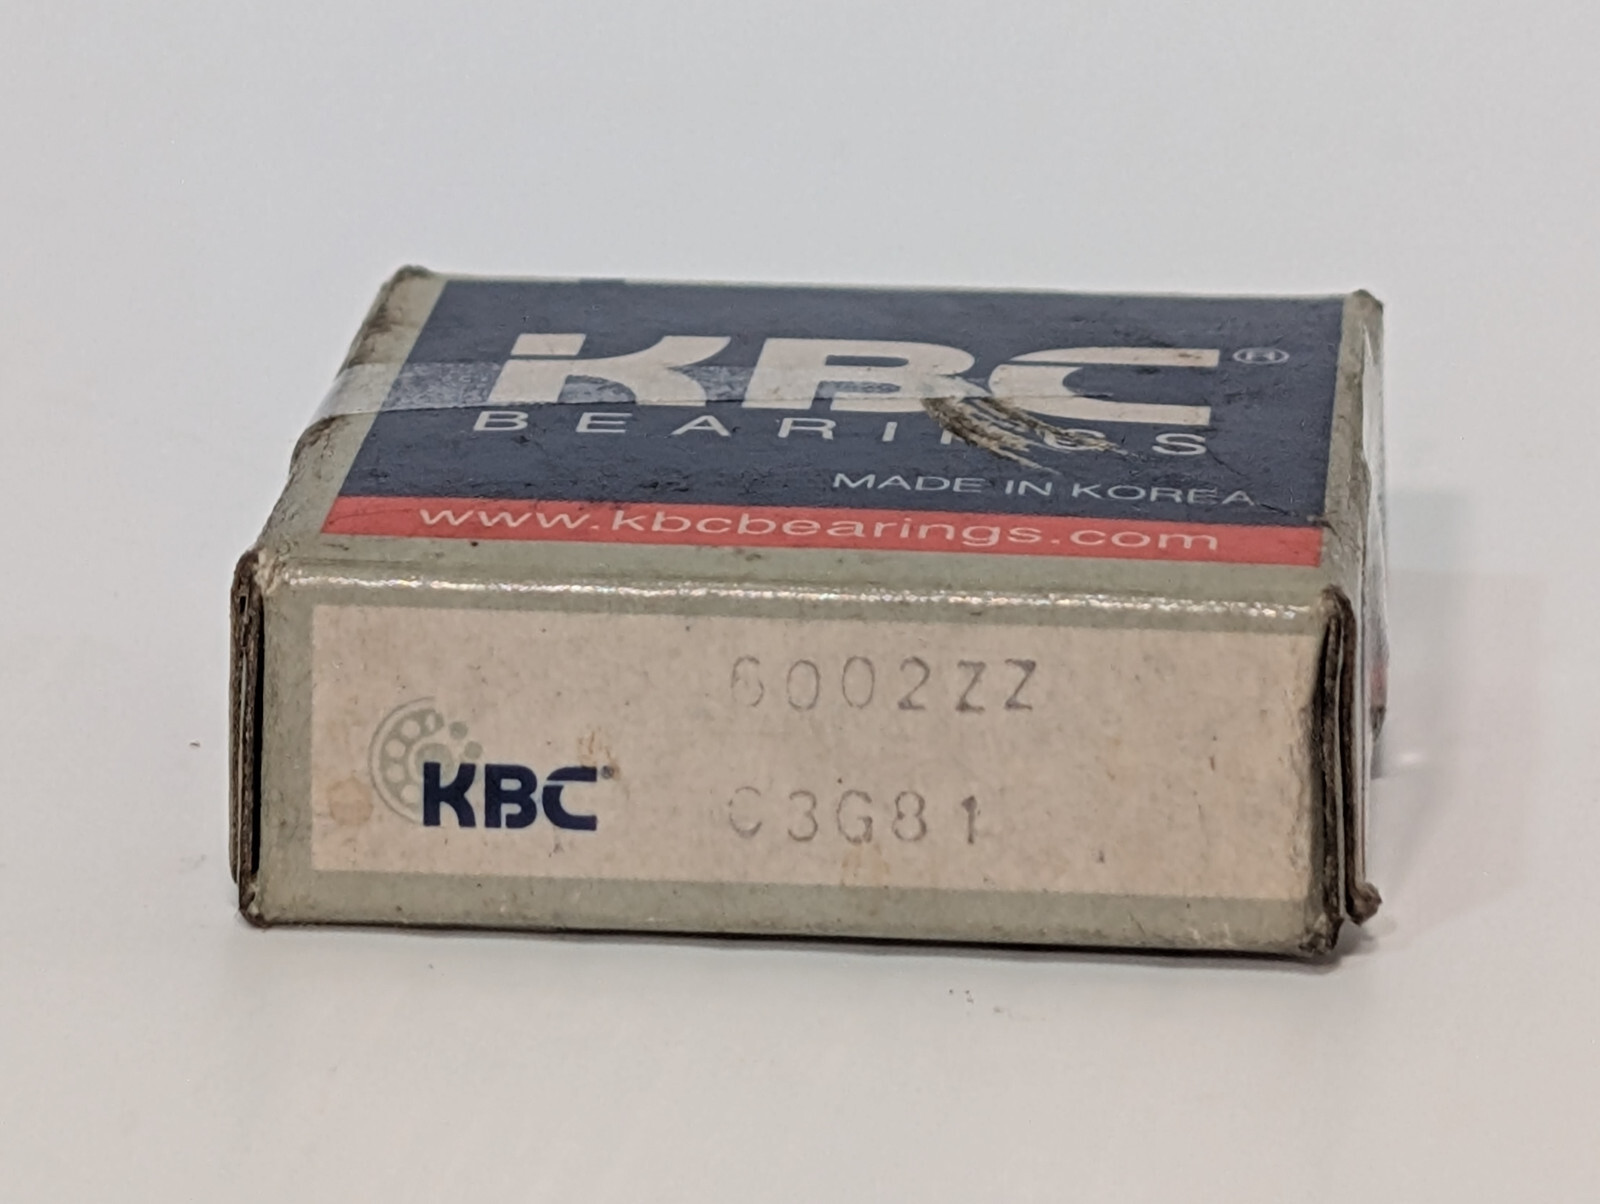 KBC®
BEARINGS
MADE IN KOREA
www.kbcbearings.com
6002ZZ
KBC
C3G81